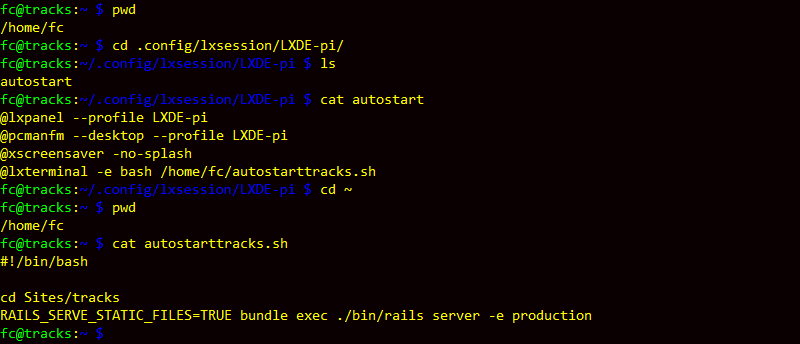 fc@tracks:~ $ pwd
/home/fc
fc@tracks:~ $ cd .config/lxsession/LXDE-pi/
fc@tracks:~/.config/lxsession/LXDE-pi $ ls
autostart
fc@tracks:~/.config/lxsession/LXDE-pi $ cat autostart
@lxpanel --profile LXDE-pi
@pcmanfm --desktop --profile LXDE-pi
@xscreensaver -no-splash
@lxterminal -e bash /home/fc/autostarttracks.sh
fc@tracks:~/.config/lxsession/LXDE-pi $ cd ~
fc@tracks:~ $ pwd
/home/fc
fc@tracks:~ $ cat autostarttracks.sh
#!/bin/bash

cd Sites/tracks
RAILS_SERVE_STATIC_FILES=TRUE bundle exec ./bin/rails server -e production
fc@tracks:~ $